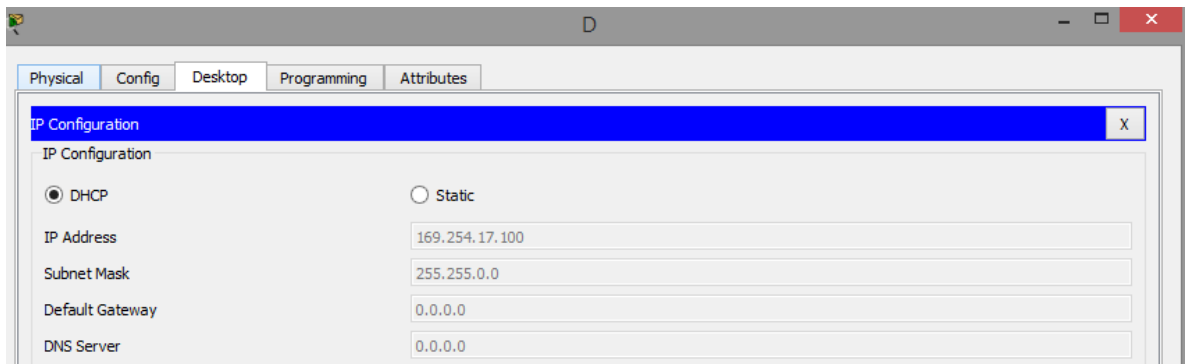 D
Physical Config Desktop Programming Attributes
IP Configuration X
IP Configuration
DHCP Static
IP Address 169.254.17.100
Subnet Mask 255.255.0.0
Default Gateway 0.0.0.0
DNS Server 0.0.0.0